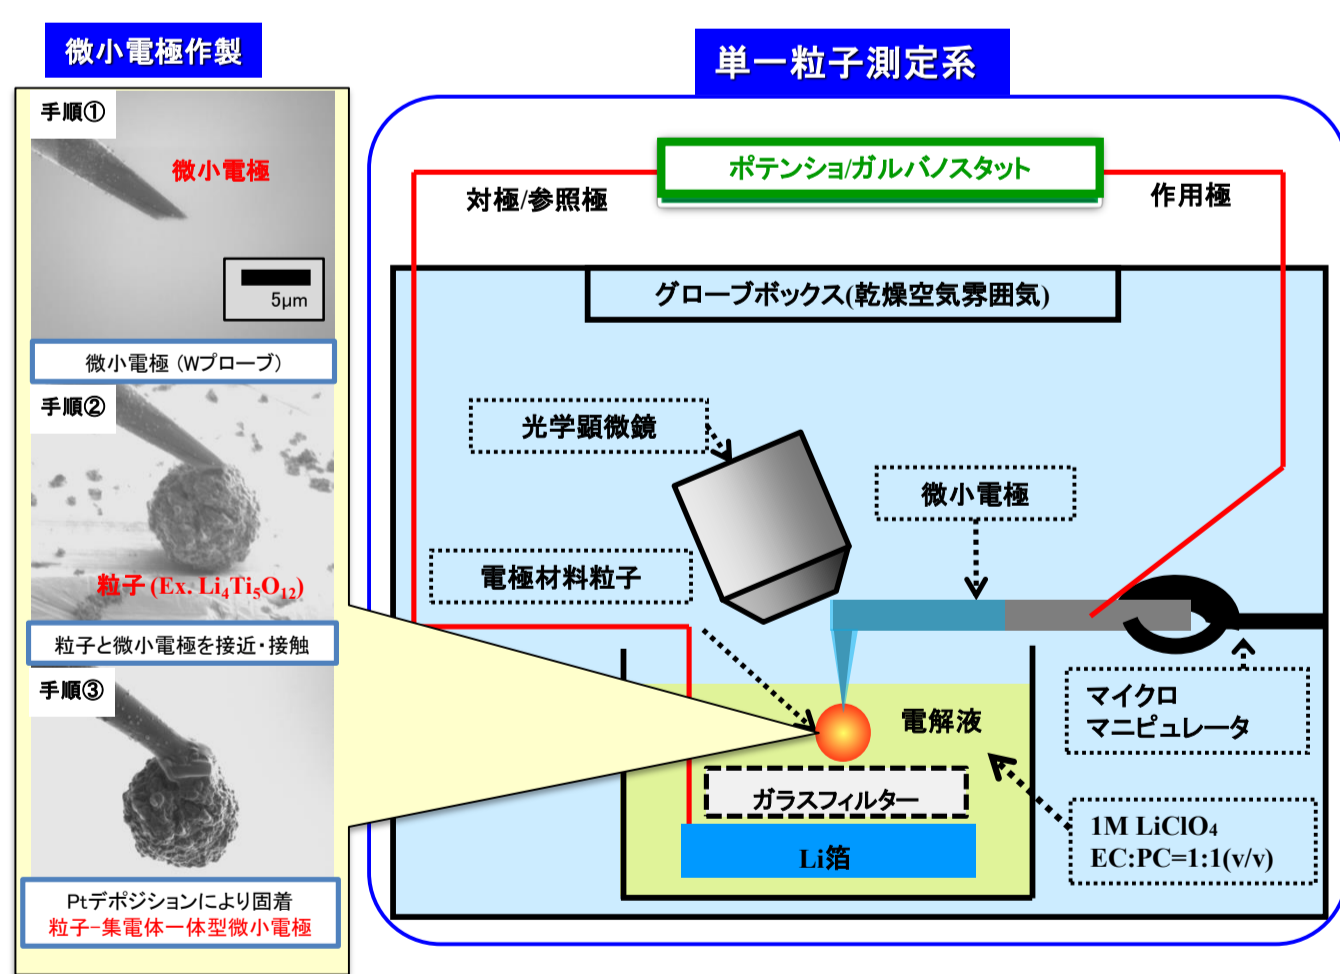 微小電極作製
手順①
微小電極
5μm
微小電極 (Wプローブ)
手順②
粒子 (Ex. Li₄Ti₅O₁₂)
粒子と微小電極を接近・接触
手順③
Ptデポジションにより固着
粒子-集電体一体型微小電極
単一粒子測定系
ポテンショ/ガルバノスタット
対極/参照極
作用極
グローブボックス(乾燥空気雰囲気)
光学顕微鏡
微小電極
電極材料粒子
マイクロ
マニピュレータ
電解液
ガラスフィルター
Li箔
1M LiClO₄
EC:PC=1:1(v/v)